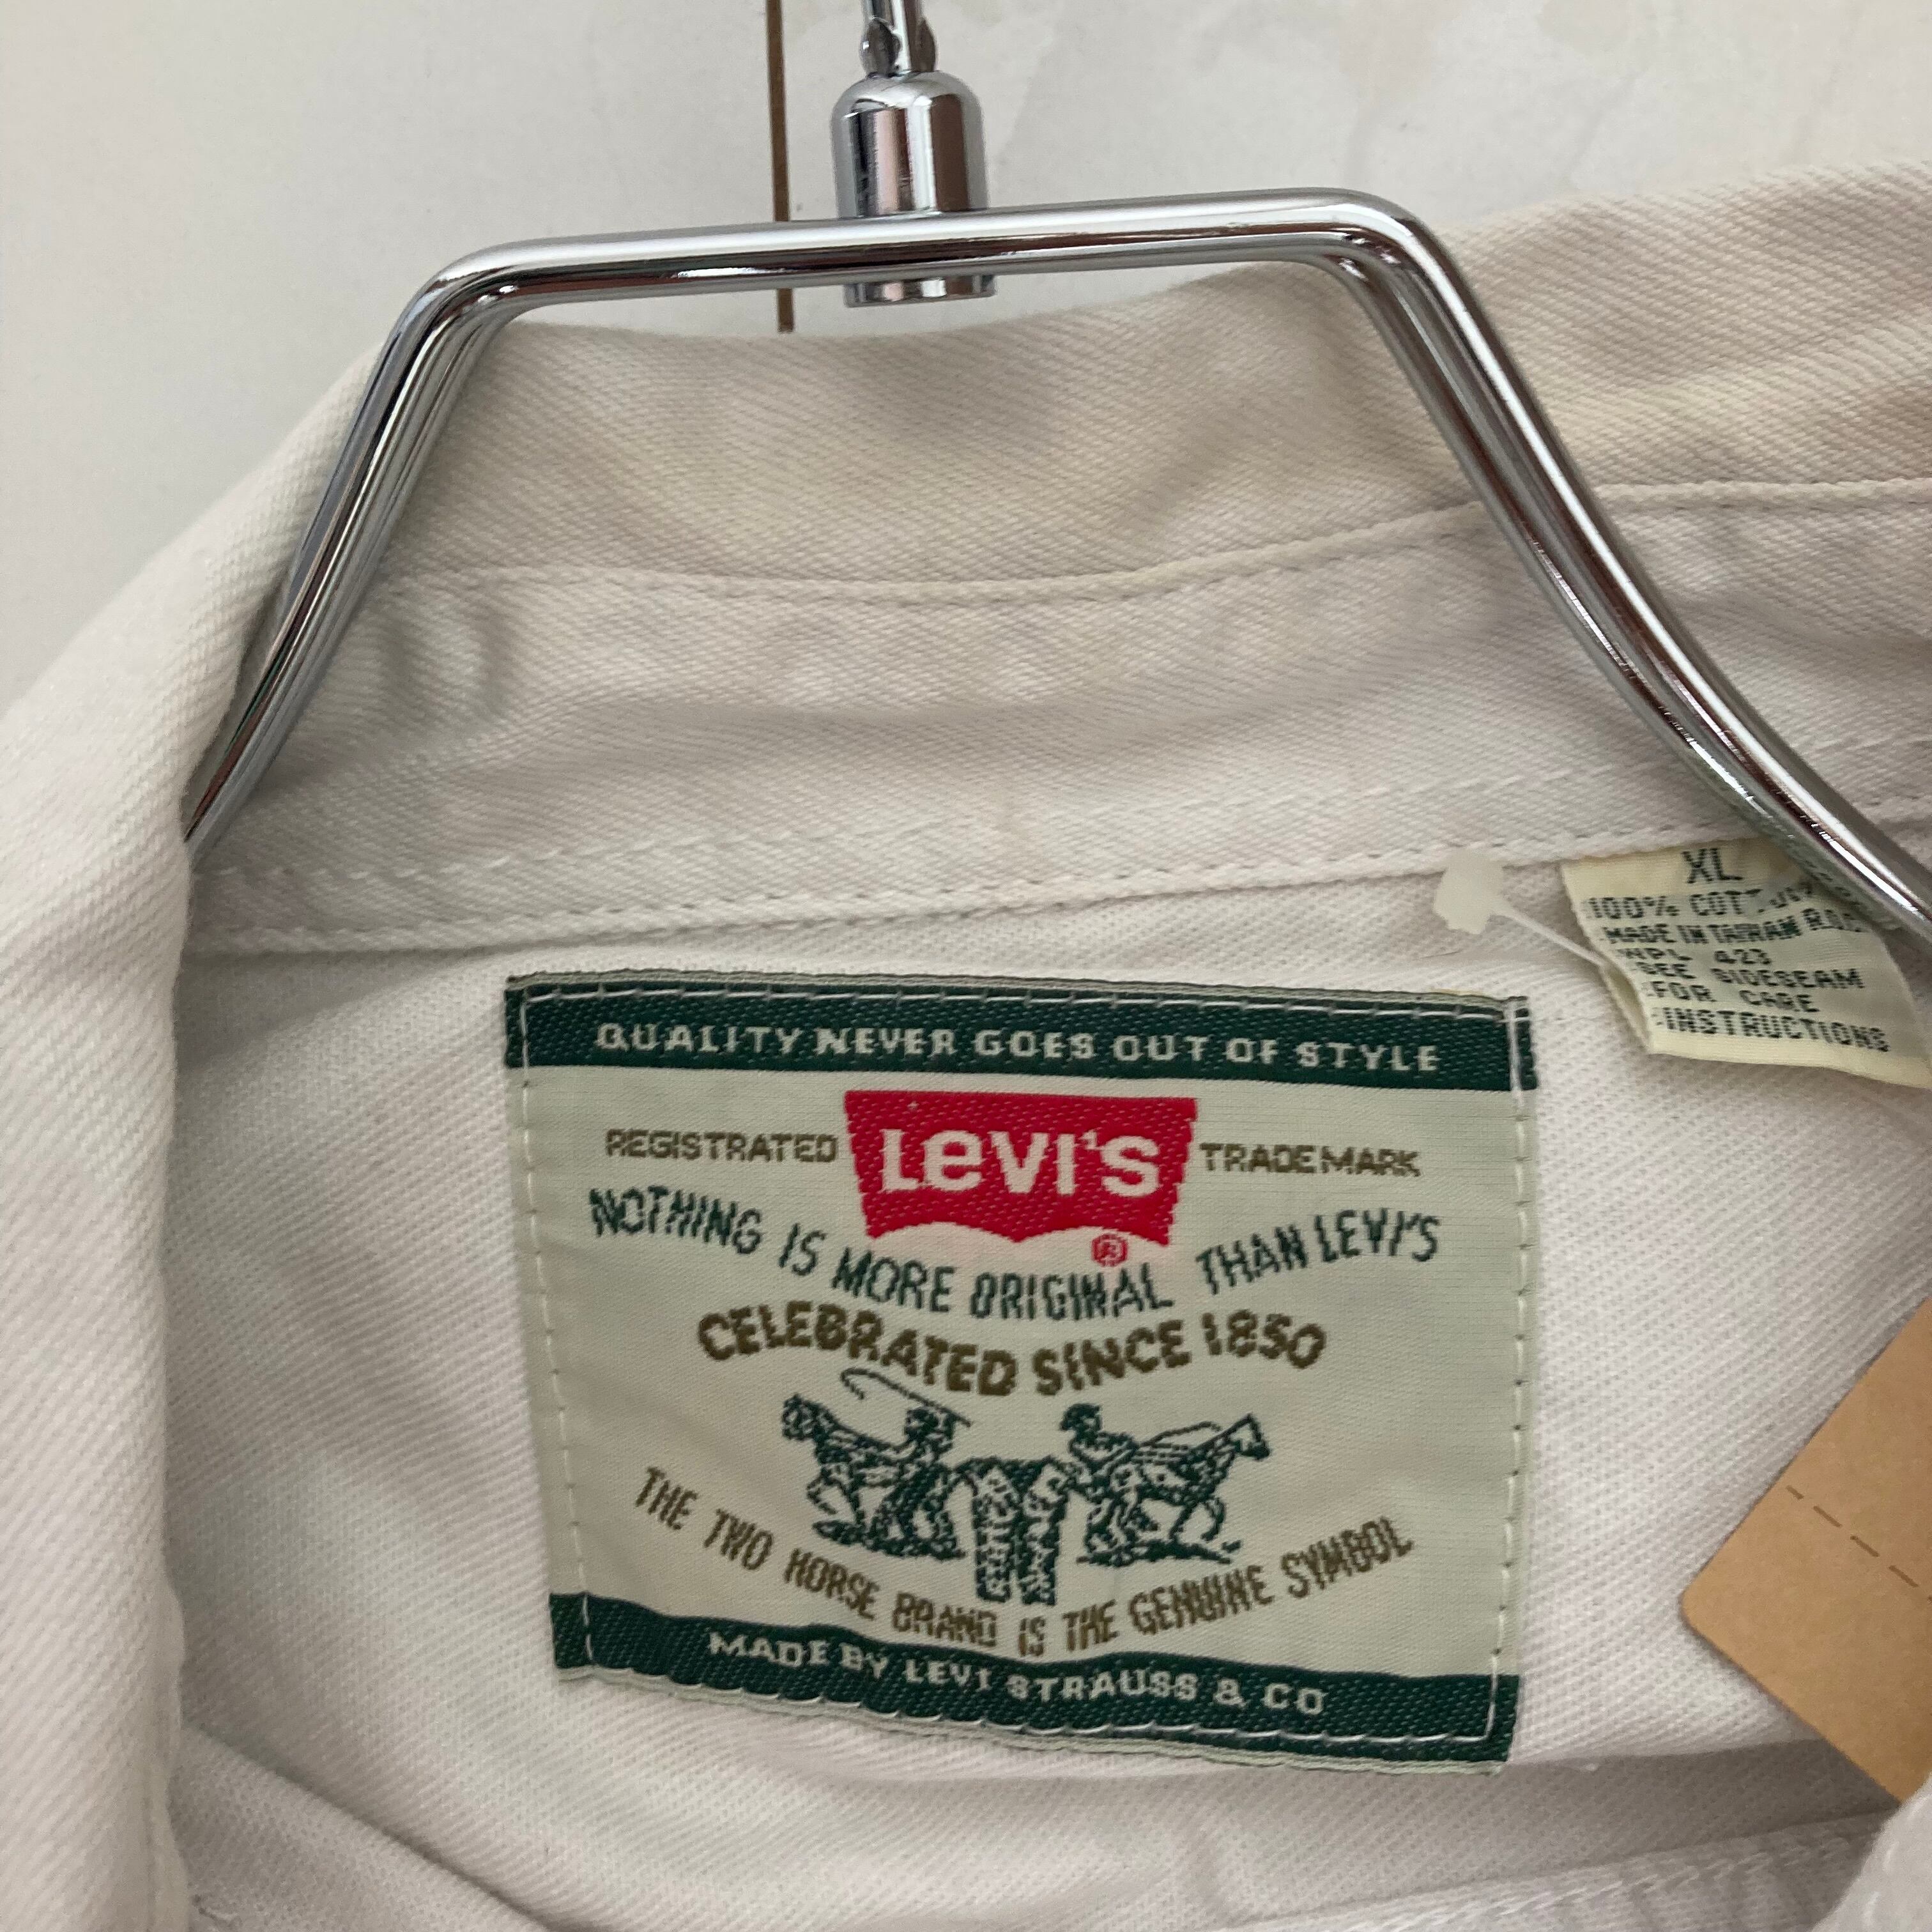 XL
100% COTTON
MADE IN TAIWAN R.O.C
WPL 423
SEE SIDESEAM
FOR CARE
INSTRUCTIONS
QUALITY NEVER GOES OUT OF STYLE
REGISTRATED LEVI'S TRADEMARK
®
NOTHING IS MORE ORIGINAL THAN LEVI'S
CELEBRATED SINCE 1850
THE TWO HORSE BRAND IS THE GENUINE SYMBOL
MADE BY LEVI STRAUSS & CO